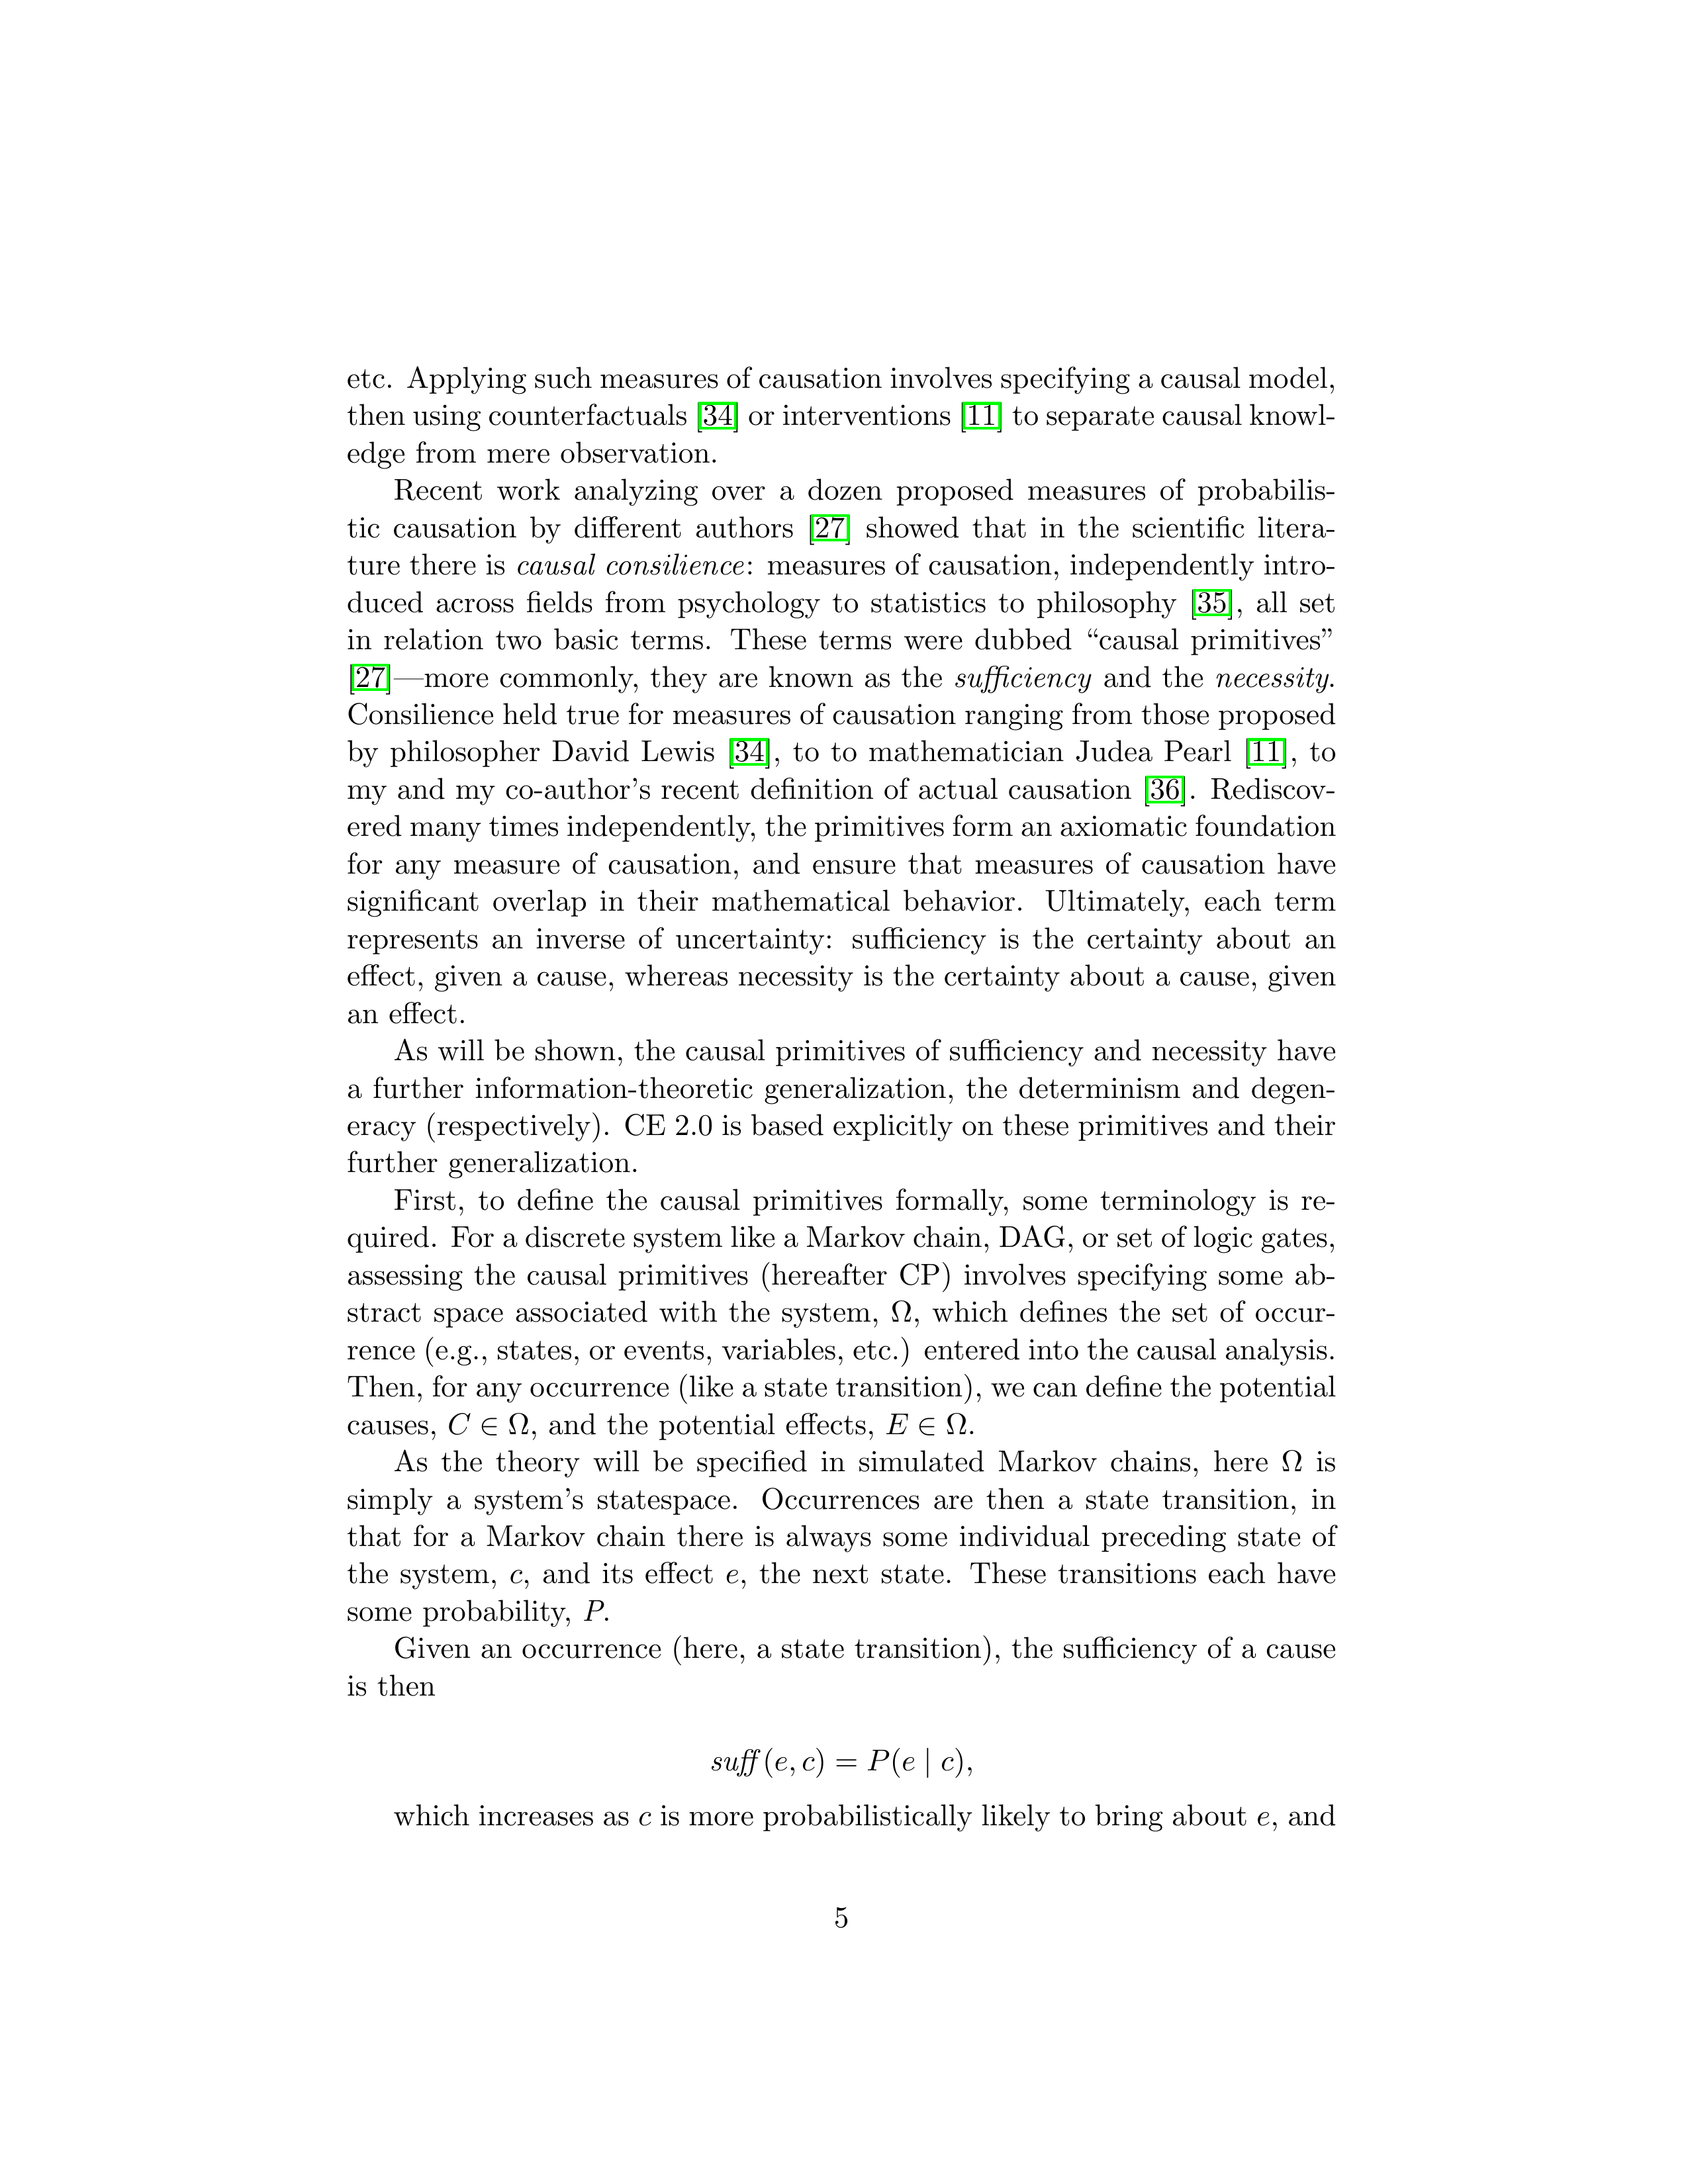 etc. Applying such measures of causation involves specifying a causal model,
then using counterfactuals [34] or interventions [11] to separate causal knowl-
edge from mere observation.
Recent work analyzing over a dozen proposed measures of probabilis-
tic causation by different authors [27] showed that in the scientific litera-
ture there is causal consilience: measures of causation, independently intro-
duced across fields from psychology to statistics to philosophy [35], all set
in relation two basic terms. These terms were dubbed “causal primitives”
[27]—more commonly, they are known as the sufficiency and the necessity.
Consilience held true for measures of causation ranging from those proposed
by philosopher David Lewis [34], to to mathematician Judea Pearl [11], to
my and my co-author’s recent definition of actual causation [36]. Rediscov-
ered many times independently, the primitives form an axiomatic foundation
for any measure of causation, and ensure that measures of causation have
significant overlap in their mathematical behavior. Ultimately, each term
represents an inverse of uncertainty: sufficiency is the certainty about an
effect, given a cause, whereas necessity is the certainty about a cause, given
an effect.
As will be shown, the causal primitives of sufficiency and necessity have
a further information-theoretic generalization, the determinism and degen-
eracy (respectively). CE 2.0 is based explicitly on these primitives and their
further generalization.
First, to define the causal primitives formally, some terminology is re-
quired. For a discrete system like a Markov chain, DAG, or set of logic gates,
assessing the causal primitives (hereafter CP) involves specifying some ab-
stract space associated with the system, Ω, which defines the set of occur-
rence (e.g., states, or events, variables, etc.) entered into the causal analysis.
Then, for any occurrence (like a state transition), we can define the potential
causes, C ∈ Ω, and the potential effects, E ∈ Ω.
As the theory will be specified in simulated Markov chains, here Ω is
simply a system’s statespace. Occurrences are then a state transition, in
that for a Markov chain there is always some individual preceding state of
the system, c, and its effect e, the next state. These transitions each have
some probability, P.
Given an occurrence (here, a state transition), the sufficiency of a cause
is then
suff(e, c) = P(e | c),
which increases as c is more probabilistically likely to bring about e, and
5